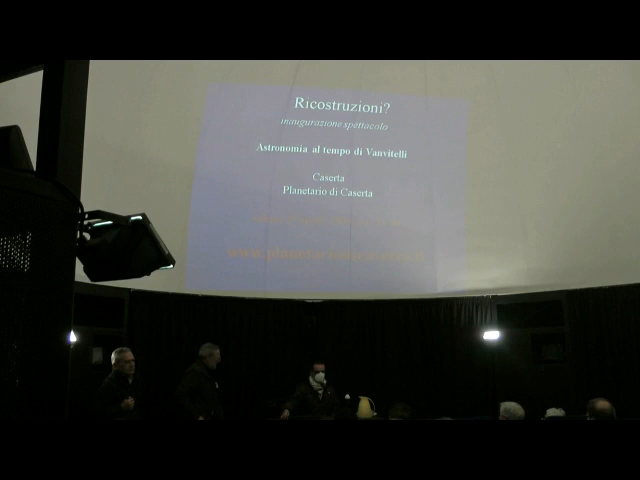 Ricostruzioni?
inaugurazione spettacolo
Astronomia al tempo di Vanvitelli
Caserta
Planetario di Caserta